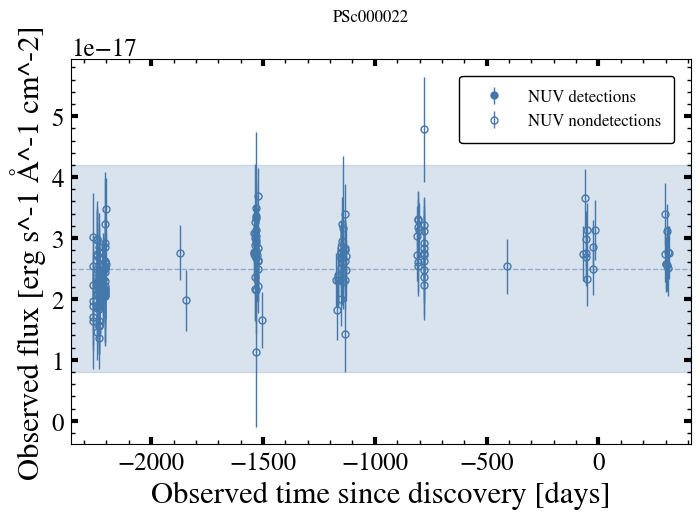 PSc000022
1e−17
NUV detections
NUV nondetections
Observed flux [erg s^-1 Å^-1 cm^-2]
5
4
3
2
1
0
−2000 −1500 −1000 −500 0
Observed time since discovery [days]